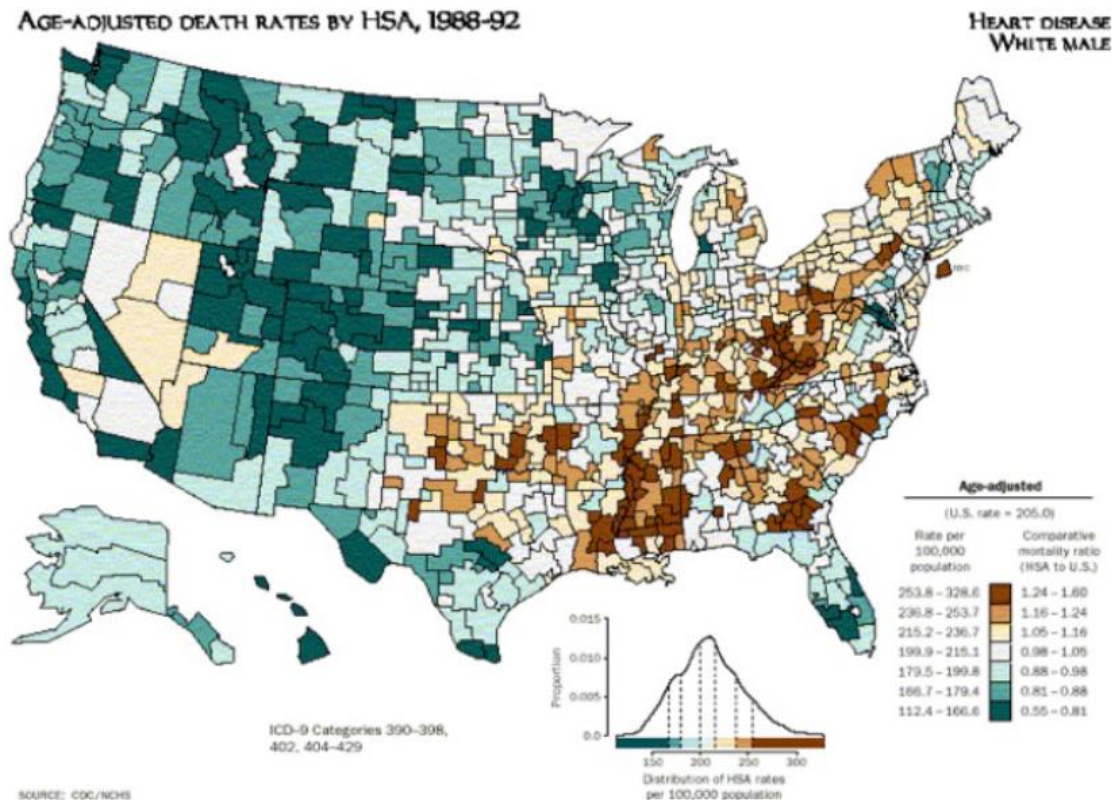 AGE-ADJUSTED DEATH RATES BY HSA, 1988-92
HEART DISEASE
WHITE MALE
NYC
Age-adjusted
(U.S. rate = 205.0)
Rate per
100,000
population
Comparative
mortality ratio
(HSA to U.S.)
253.8 – 328.6 1.24 – 1.60
236.8 – 253.7 1.16 – 1.24
215.2 – 236.7 1.05 – 1.16
199.9 – 215.1 0.98 – 1.05
179.5 – 199.8 0.88 – 0.98
166.7 – 179.4 0.81 – 0.88
112.4 – 166.6 0.55 – 0.81
Proportion
0.015
0.010
0.005
0.0
150 200 250 300
Distribution of HSA rates
per 100,000 population
ICD-9 Categories 390–398,
402, 404–429
SOURCE: CDC/NCHS